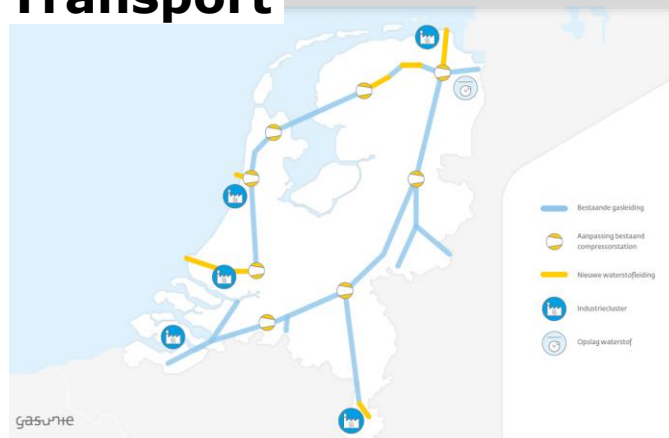 Transport
Bestaande gasleiding
Aanpassing bestaand
compressorstation
Nieuwe waterstofleiding
Industriecluster
Opslag waterstof
gasunie